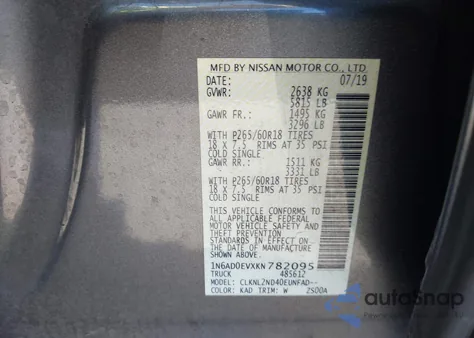 MFD BY NISSAN MOTOR CO., LTD.
DATE: 07/19
GVWR: 2638 KG
5815 LB
GAWR FR.: 1495 KG
3296 LB
WITH P265/60R18 TIRES
18 X 7.5 RIMS AT 35 PSI
COLD SINGLE
GAWR RR.: 1511 KG
3331 LB
WITH P265/60R18 TIRES
18 X 7.5 RIMS AT 35 PSI
COLD SINGLE
THIS VEHICLE CONFORMS TO
ALL APPLICABLE FEDERAL
MOTOR VEHICLE SAFETY AND
THEFT PREVENTION
STANDARDS IN EFFECT ON
THE DATE OF MANUFACTURE
SHOWN ABOVE.
1N6AD0EVXKN782095
TRUCK 485612
MODEL: CLKNL2ND40EUNFAD--
COLOR: KAD TRIM: W 2S00A
autoSnap